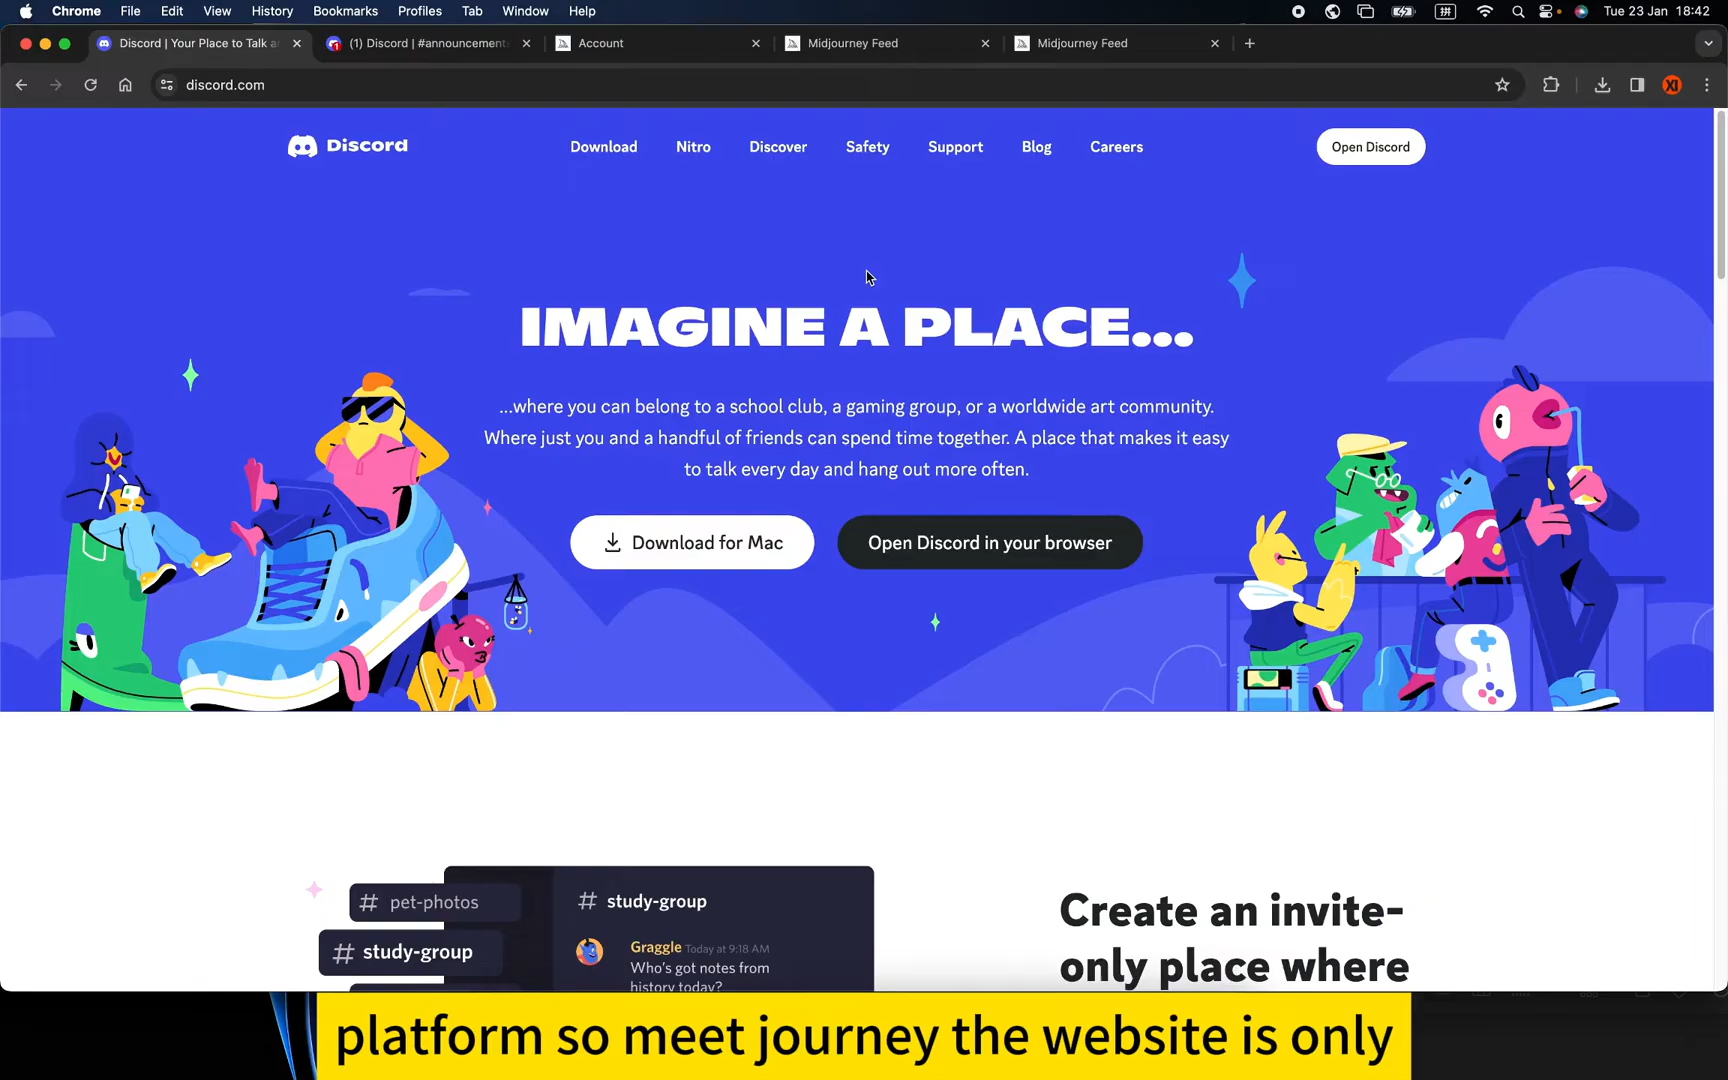 Chrome File Edit View History Bookmarks Profiles Tab Window Help Tue 23 Jan 18:42
Discord | Your Place to Talk a (1) Discord | #announcement Account Midjourney Feed Midjourney Feed
discord.com XI
Discord Download Nitro Discover Safety Support Blog Careers Open Discord
IMAGINE A PLACE...
...where you can belong to a school club, a gaming group, or a worldwide art community.
Where just you and a handful of friends can spend time together. A place that makes it easy
to talk every day and hang out more often.
Download for Mac Open Discord in your browser
# pet-photos
# study-group
# study-group
Graggle Today at 9:18 AM
Who's got notes from
history today?
Create an invite-
only place where
platform so meet journey the website is only